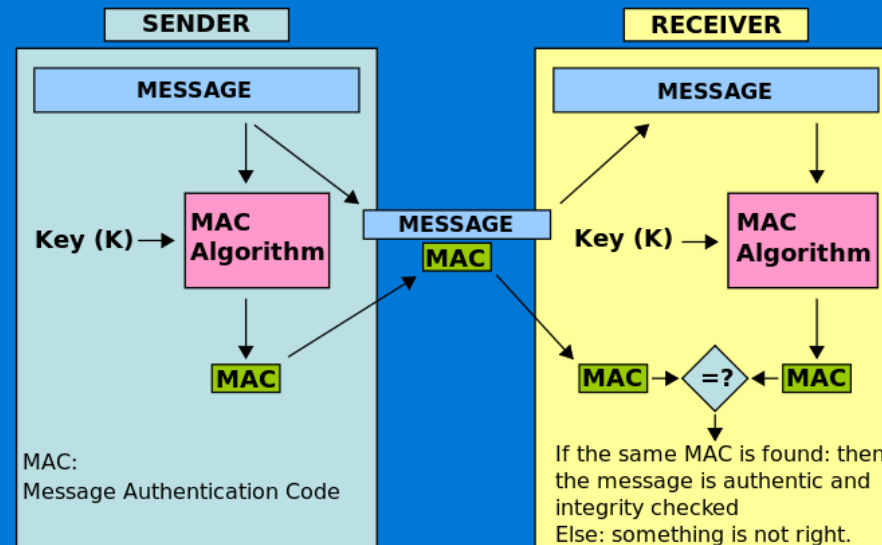 SENDER
MESSAGE
Key (K)
MAC
Algorithm
MAC
MAC:
Message Authentication Code
MESSAGE
MAC
RECEIVER
MESSAGE
Key (K)
MAC
Algorithm
MAC
=?
MAC
If the same MAC is found: then
the message is authentic and
integrity checked
Else: something is not right.